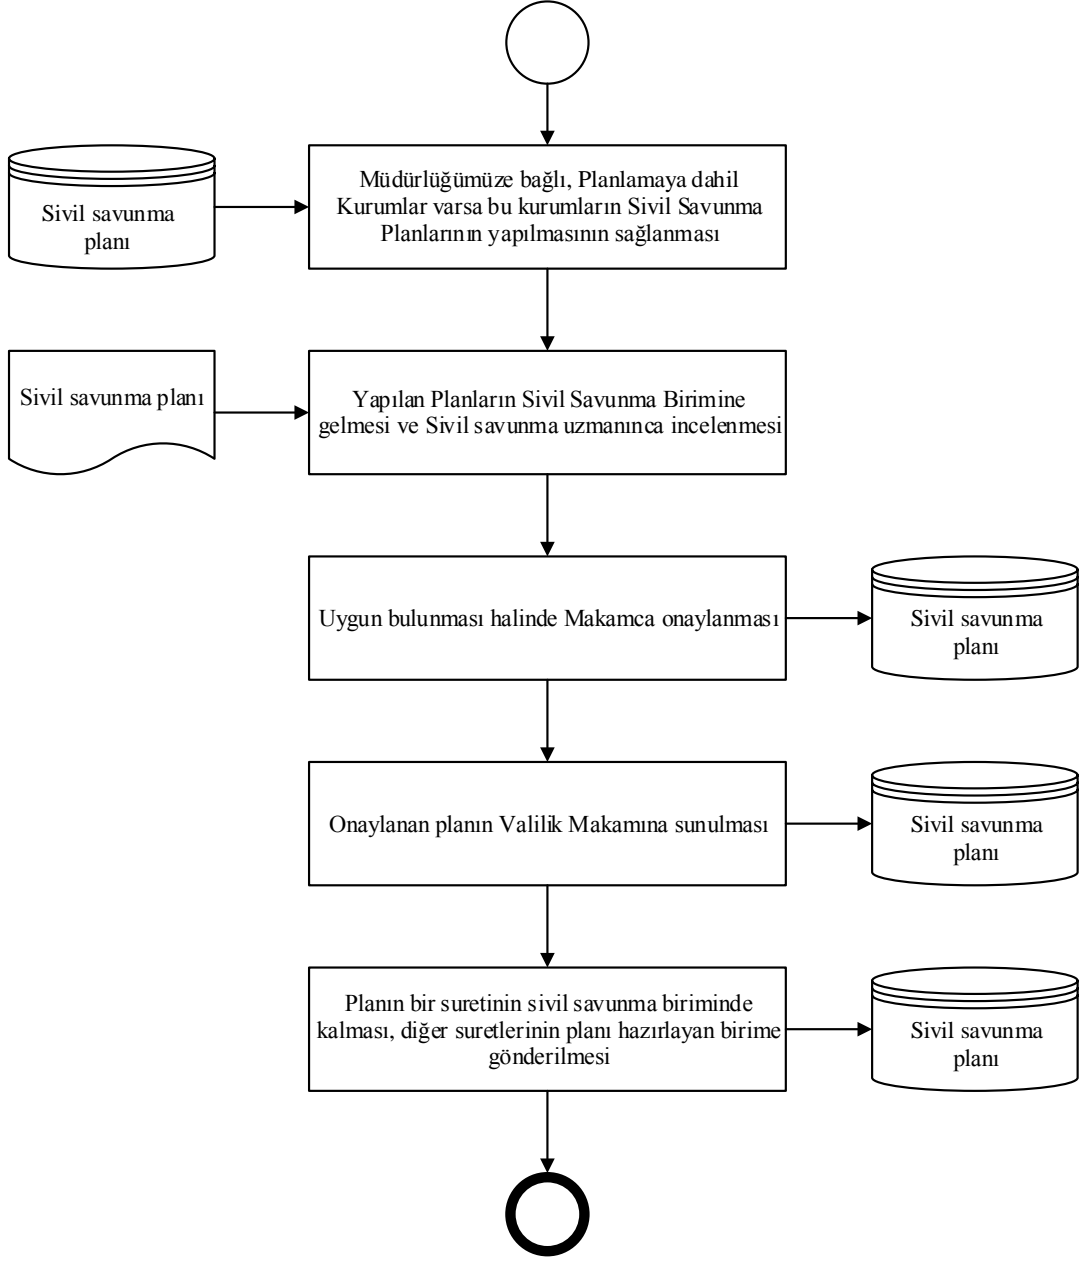 Sivil savunma
planı
Müdürlüğümüze bağlı, Planlamaya dahil
Kurumlar varsa bu kurumların Sivil Savunma
Planlarının yapılmasının sağlanması
Sivil savunma planı
Yapılan Planların Sivil Savunma Birimine
gelmesi ve Sivil savunma uzmanınca incelenmesi
Uygun bulunması halinde Makamca onaylanması
Sivil savunma
planı
Onaylanan planın Valilik Makamına sunulması
Sivil savunma
planı
Planın bir suretinin sivil savunma biriminde
kalması, diğer suretlerinin planı hazırlayan birime
gönderilmesi
Sivil savunma
planı